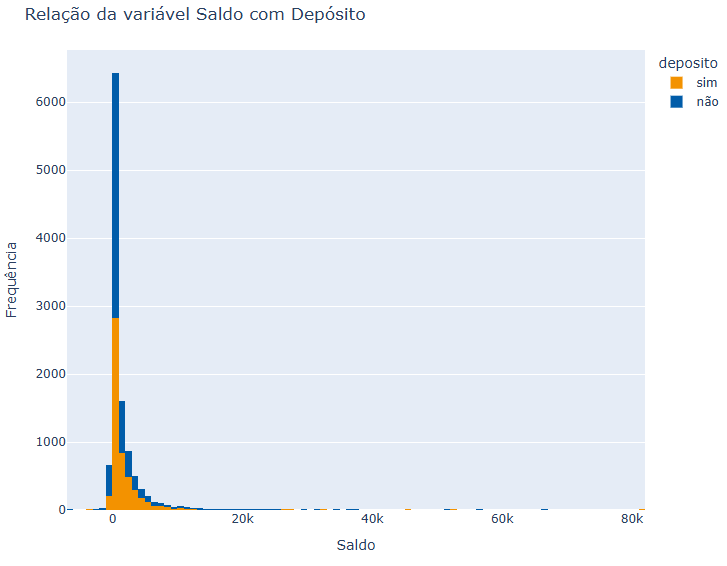 Relação da variável Saldo com Depósito
deposito
sim
não
Frequência
6000
5000
4000
3000
2000
1000
0
0
20k
40k
60k
80k
Saldo